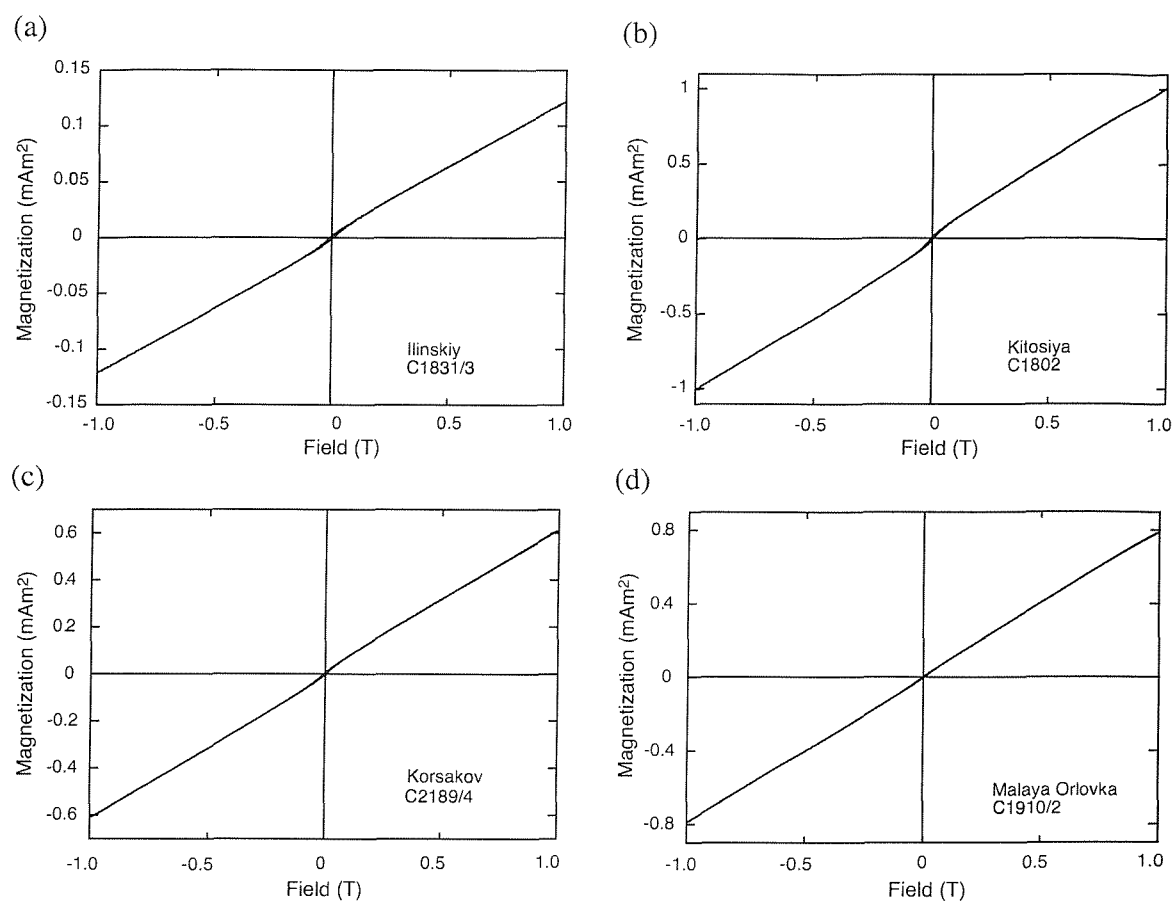 (a)
0.15
0.1
0.05
0
-0.05
-0.1
-0.15
Magnetization (mAm²)
-1.0 -0.5 0 0.5 1.0
Field (T)
Ilinskiy
C1831/3
(b)
1
0.5
0
-0.5
-1
Magnetization (mAm²)
-1.0 -0.5 0 0.5 1.0
Field (T)
Kitosiya
C1802
(c)
0.6
0.4
0.2
0
-0.2
-0.4
-0.6
Magnetization (mAm²)
-1.0 -0.5 0 0.5 1.0
Field (T)
Korsakov
C2189/4
(d)
0.8
0.4
0
-0.4
-0.8
Magnetization (mAm²)
-1.0 -0.5 0 0.5 1.0
Field (T)
Malaya Orlovka
C1910/2